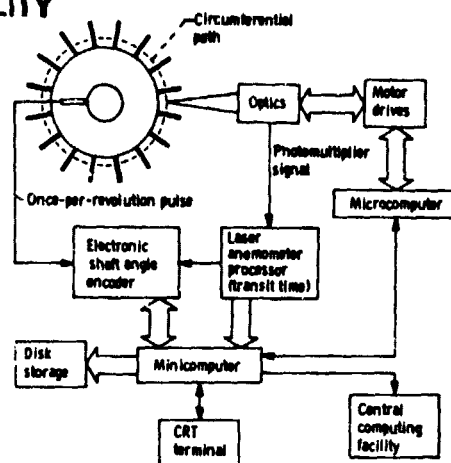 LITY
Circumferential
path
Optics
Motor
drives
Photomultiplier
signal
Once-per-revolution pulse
Microcomputer
Electronic
shaft angle
encoder
Laser
anemometer
processor
(transit time)
Disk
storage
Minicomputer
CRT
terminal
Central
computing
facility